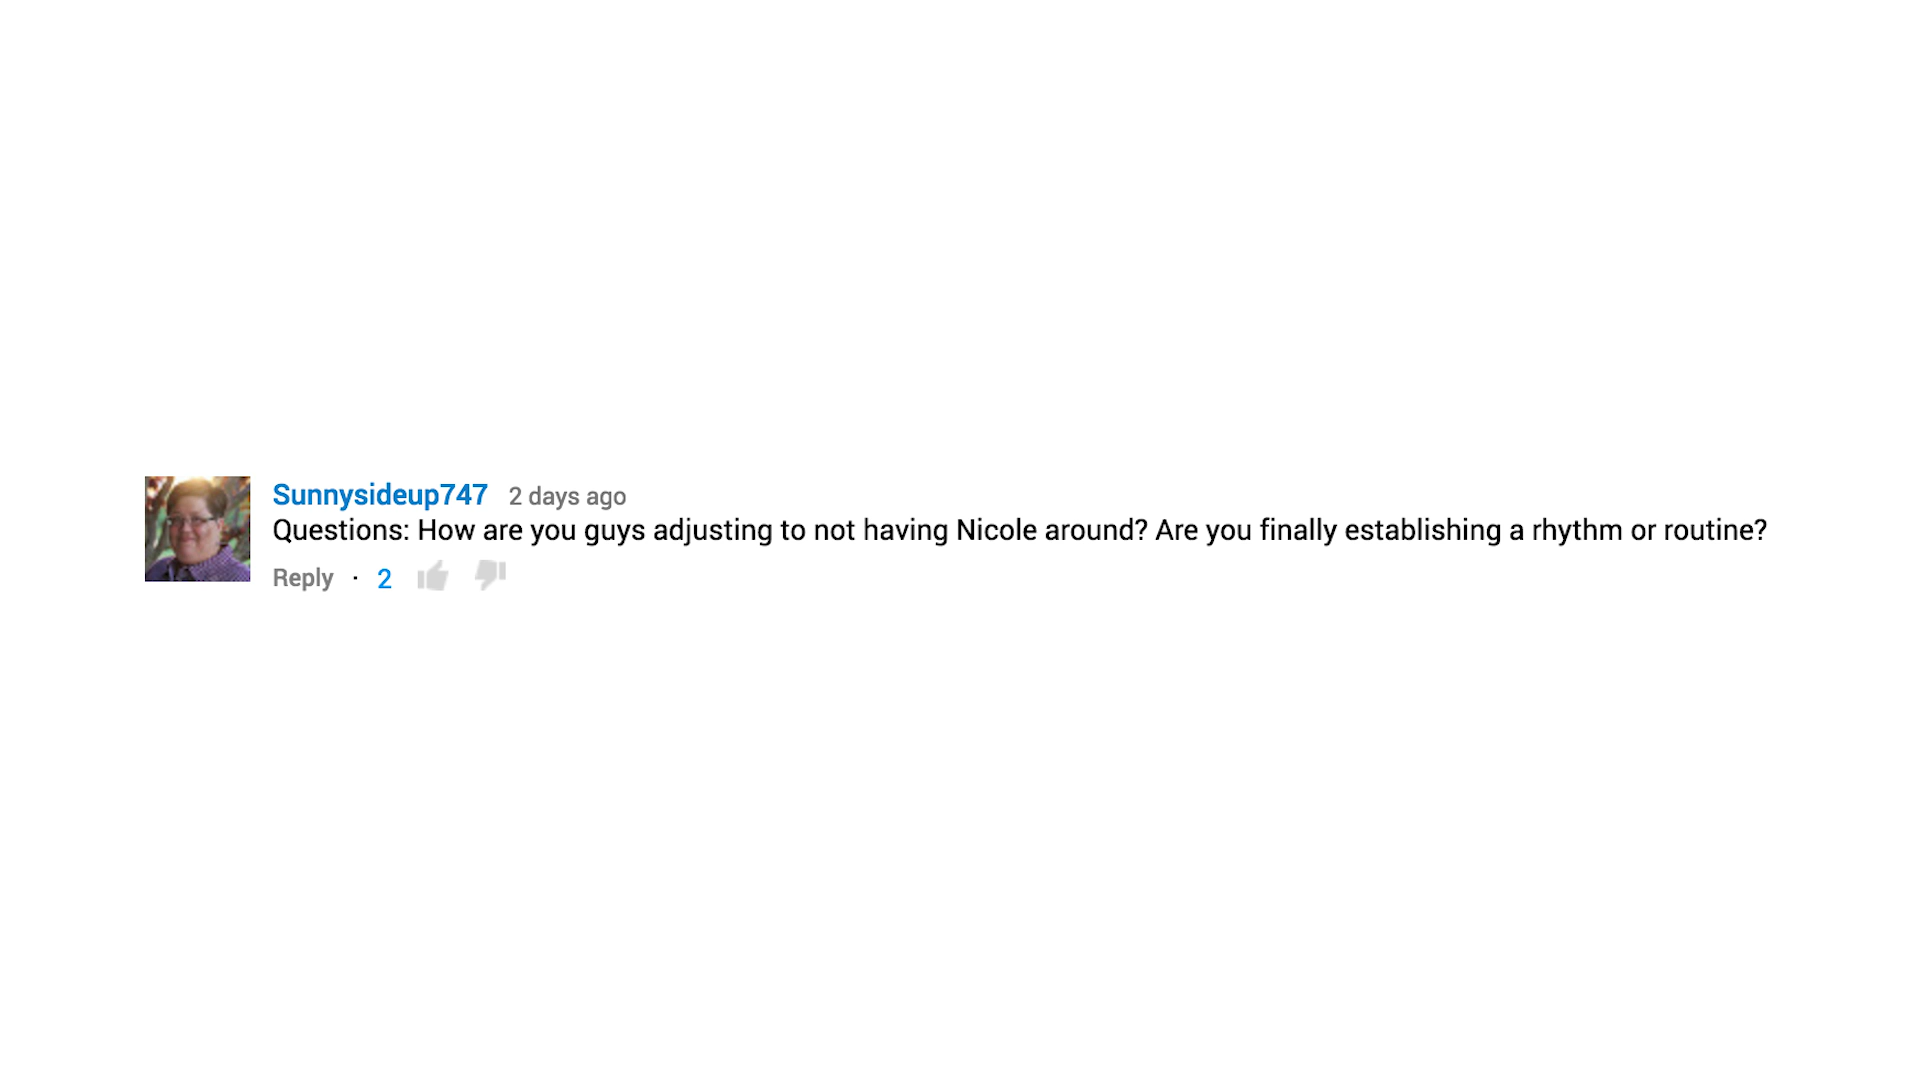 Sunnysideup747 2 days ago
Questions: How are you guys adjusting to not having Nicole around? Are you finally establishing a rhythm or routine?
Reply · 2